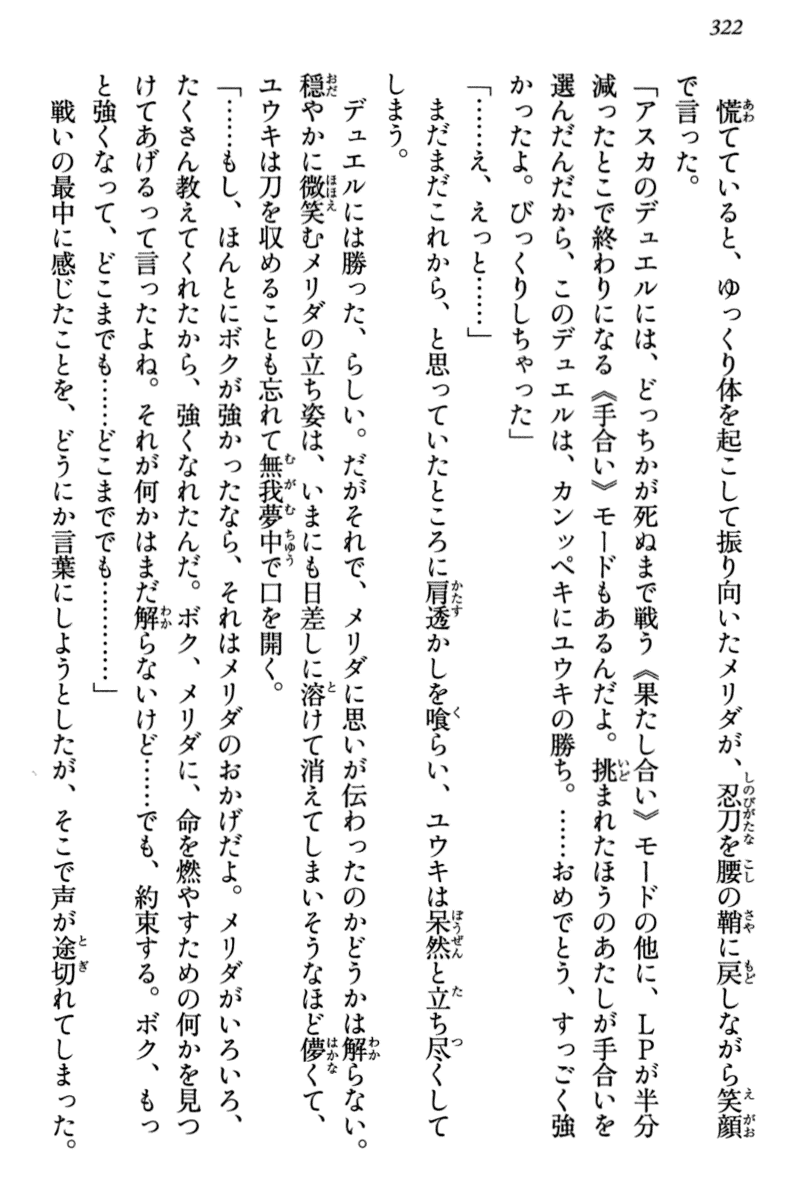 322
慌てていると、ゆっくり体を起こして振り向いたメリダが、忍刀を腰の鞘に戻しながら笑顔
で言った。
「アスカのデュエルには、どっちかが死ぬまで戦う《果たし合い》モードの他に、ＬＰが半分
減ったとこで終わりになる《手合い》モードもあるんだよ。挑まれたほうのあたしが手合いを
選んだんだから、このデュエルは、カンッペキにユウキの勝ち。……おめでとう、すっごく強
かったよ。びっくりしちゃった」
「……え、えっと……」
まだまだこれから、と思っていたところに肩透かしを喰らい、ユウキは呆然と立ち尽くして
しまう。
デュエルには勝った、らしい。だがそれで、メリダに思いが伝わったのかどうかは解らない。
穏やかに微笑むメリダの立ち姿は、いまにも日差しに溶けて消えてしまいそうなほど儚くて、
ユウキは刀を収めることも忘れて無我夢中で口を開く。
「……もし、ほんとにボクが強かったなら、それはメリダのおかげだよ。メリダがいろいろ、
たくさん教えてくれたから、強くなれたんだ。ボク、メリダに、命を燃やすための何かを見つ
けてあげるって言ったよね。それが何かはまだ解らないけど……でも、約束する。ボク、もっ
と強くなって、どこまでも……どこまででも…………」
戦いの最中に感じたことを、どうにか言葉にしようとしたが、そこで声が途切れてしまった。